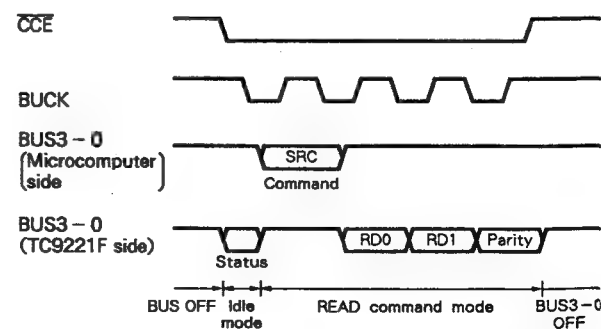 CCE
BUCK
BUS3 – 0
(Microcomputer
side)
SRC
Command
BUS3 – 0
(TC9221F side)
RD0 RD1 Parity
Status
BUS OFF idle mode READ command mode BUS3 – 0 OFF